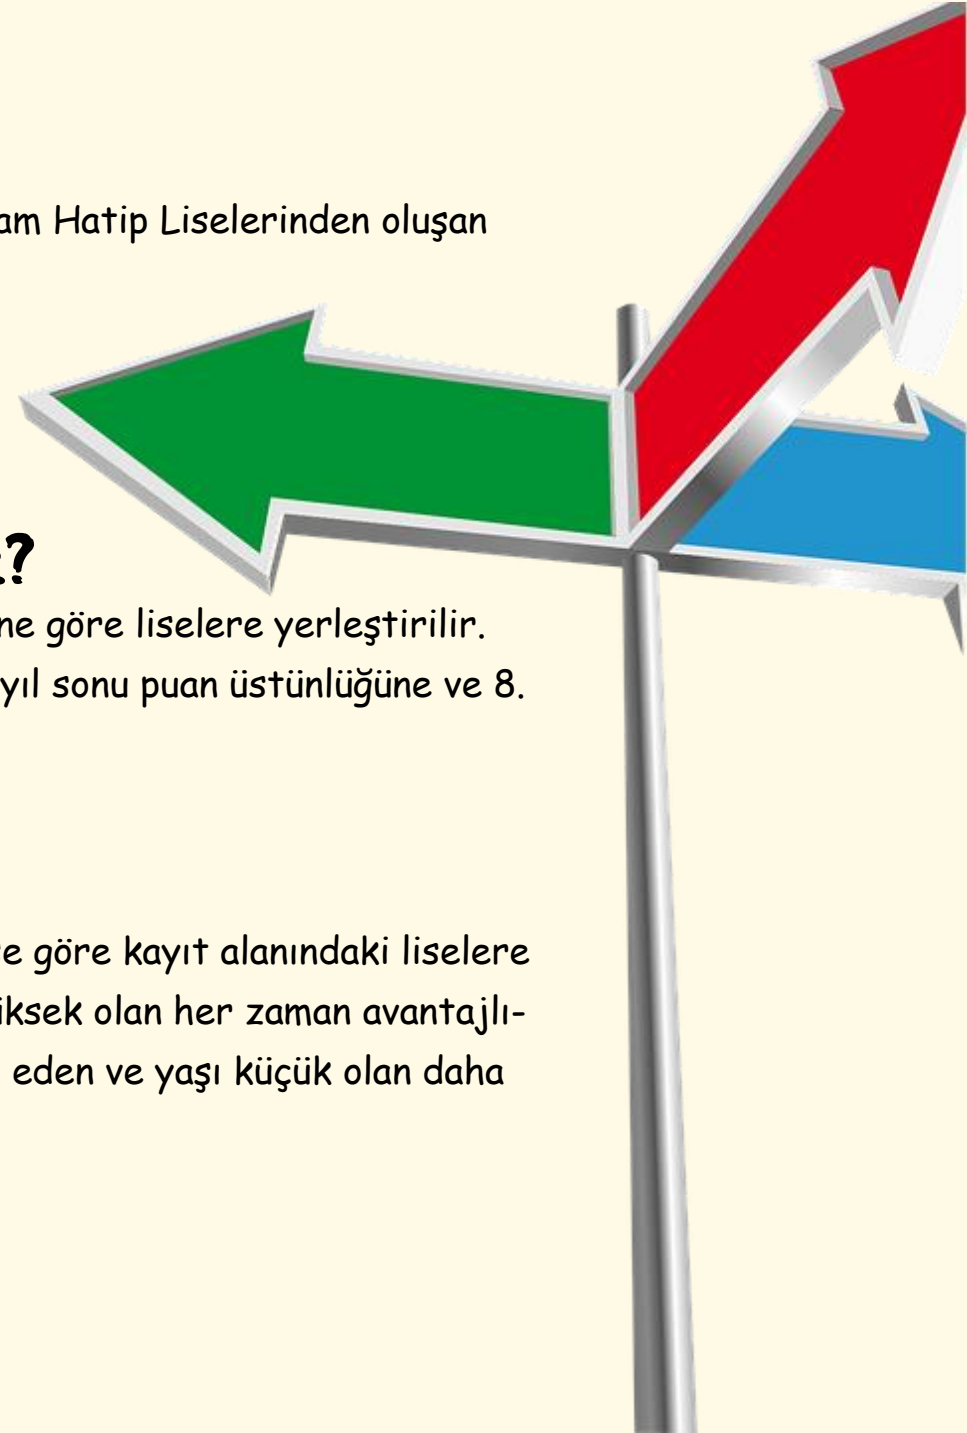 am Hatip Liselerinden oluşan
?
ne göre liselere yerleştirilir.
yıl sonu puan üstünlüğüne ve 8.
e göre kayıt alanındaki liselere
iksek olan her zaman avantajlı-
eden ve yaşı küçük olan daha